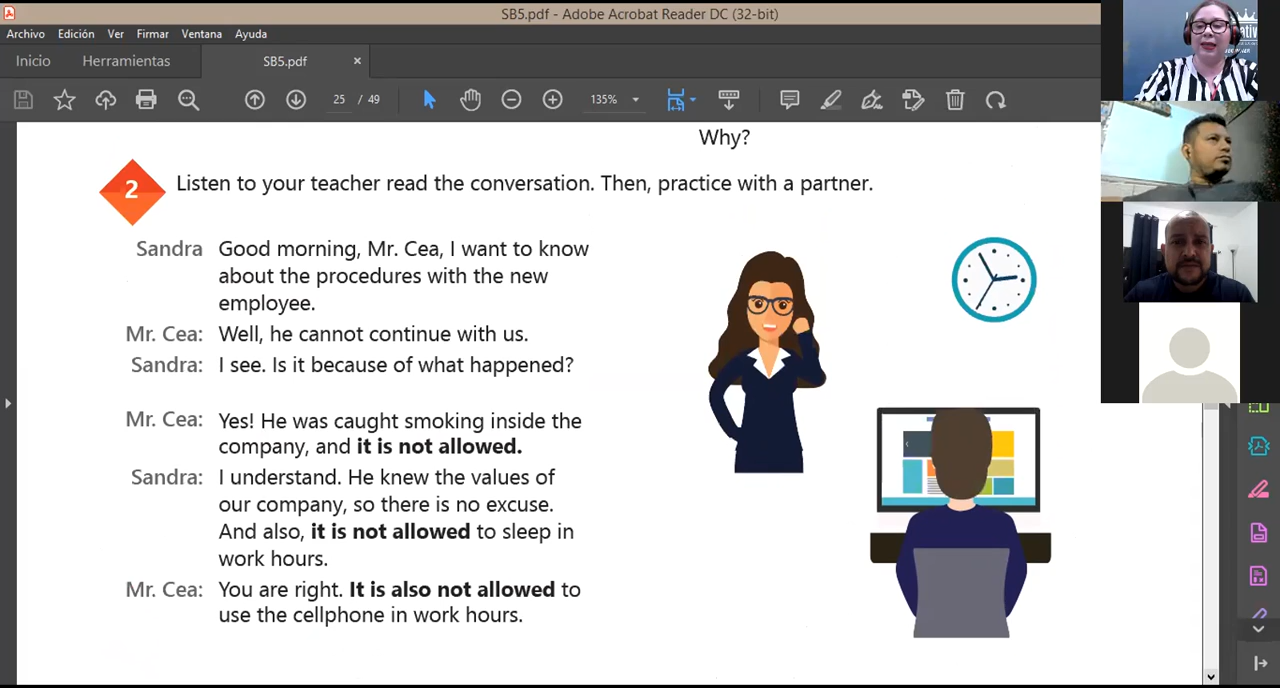 SB5.pdf - Adobe Acrobat Reader DC (32-bit)
Archivo Edición Ver Firmar Ventana Ayuda
Inicio Herramientas SB5.pdf ×
25 / 49 135%
Why?
2 Listen to your teacher read the conversation. Then, practice with a partner.
Sandra Good morning, Mr. Cea, I want to know
about the procedures with the new
employee.
Mr. Cea: Well, he cannot continue with us.
Sandra: I see. Is it because of what happened?
Mr. Cea: Yes! He was caught smoking inside the
company, and it is not allowed.
Sandra: I understand. He knew the values of
our company, so there is no excuse.
And also, it is not allowed to sleep in
work hours.
Mr. Cea: You are right. It is also not allowed to
use the cellphone in work hours.